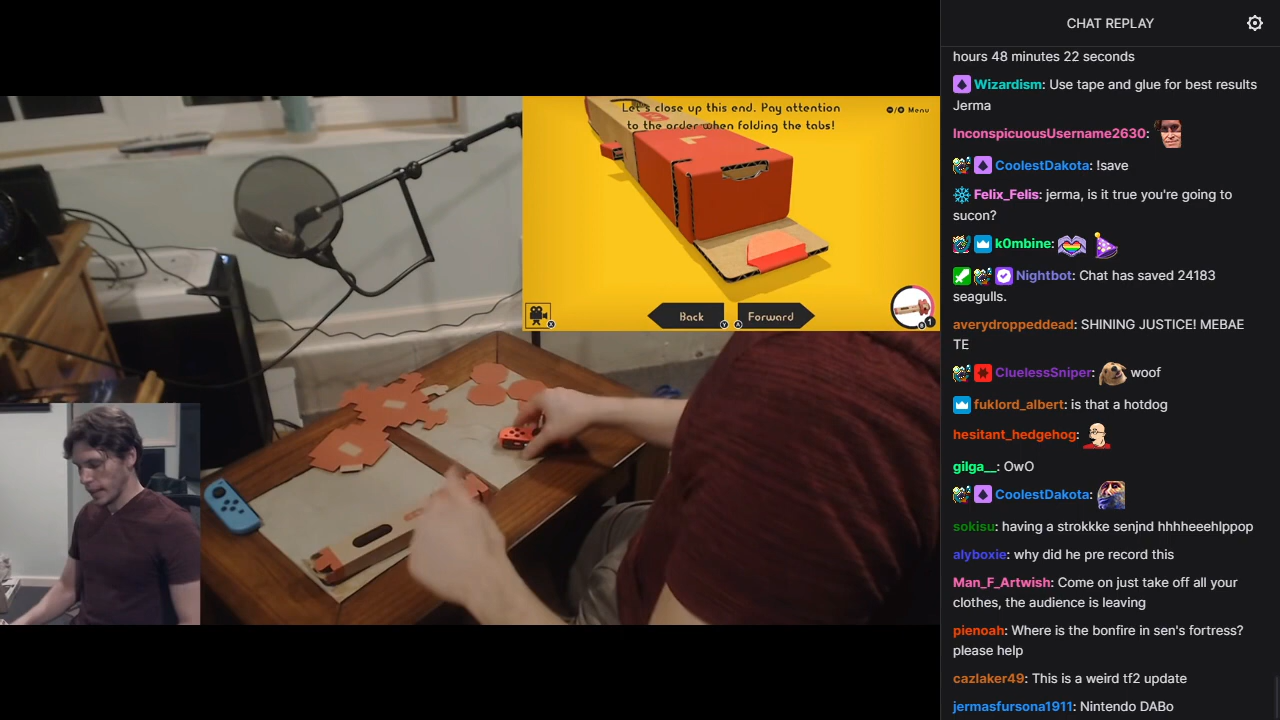 Let's close up this end. Pay attention
to the order when folding the tabs!
Menu
Back
Forward
CHAT REPLAY
hours 48 minutes 22 seconds
Wizardism: Use tape and glue for best results
Jerma
InconspicuousUsername2630:
CoolestDakota: !save
Felix_Felis: jerma, is it true you're going to
sucon?
k0mbine:
Nightbot: Chat has saved 24183
seagulls.
averydroppeddead: SHINING JUSTICE! MEBAE
TE
CluelessSniper: woof
fuklord_albert: is that a hotdog
hesitant_hedgehog:
gilga__: OwO
CoolestDakota:
sokisu: having a strokkke senjnd hhhheeehlppop
alyboxie: why did he pre record this
Man_F_Artwish: Come on just take off all your
clothes, the audience is leaving
pienoah: Where is the bonfire in sen's fortress?
please help
cazlaker49: This is a weird tf2 update
jermasfursona1911: Nintendo DABo